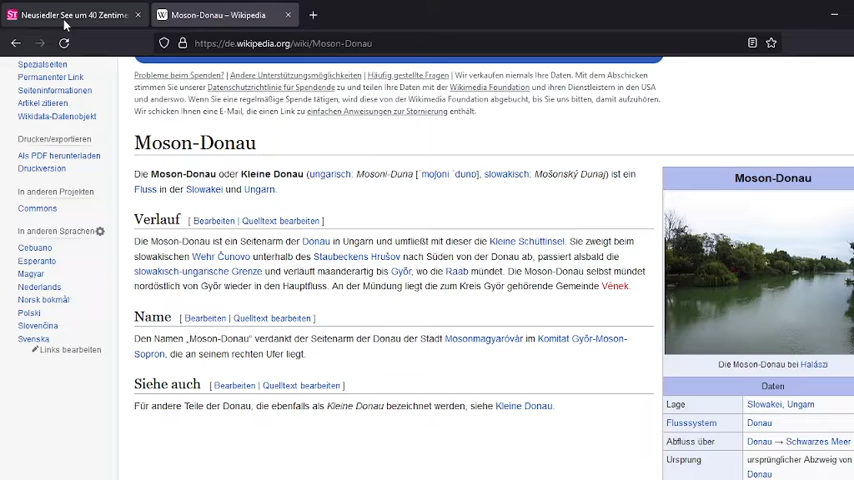 Neusiedler See um 40 Zentime
Moson-Donau – Wikipedia
https://de.wikipedia.org/wiki/Moson-Donau
Spezialseiten
Permanenter Link
Seiteninformationen
Artikel zitieren
Wikidata-Datenobjekt
Drucken/exportieren
Als PDF herunterladen
Druckversion
In anderen Projekten
Commons
In anderen Sprachen
Cebuano
Esperanto
Magyar
Nederlands
Norsk bokmål
Polski
Slovenčina
Svenska
Links bearbeiten
Probleme beim Spenden? | Andere Unterstützungsmöglichkeiten | Häufig gestellte Fragen | Wir verkaufen niemals Ihre Daten. Mit dem Abschicken
stimmen Sie unserer Datenschutzrichtlinie für Spendende zu und teilen Ihre Daten mit der Wikimedia Foundation und ihren Dienstleistern in den USA
und anderswo. Wenn Sie eine regelmäßige Spende tätigen, wird diese von der Wikimedia Foundation abgebucht, bis Sie uns bitten, damit aufzuhören.
Wir schicken Ihnen eine E-Mail, die einen Link zu einfachen Anweisungen zur Stornierung enthält.
Moson-Donau
Die Moson-Donau oder Kleine Donau (ungarisch: Mosoni-Duna [ˈmoʃoni ˈdunɒ], slowakisch: Mošonský Dunaj) ist ein
Fluss in der Slowakei und Ungarn.
Verlauf [ Bearbeiten | Quelltext bearbeiten ]
Die Moson-Donau ist ein Seitenarm der Donau in Ungarn und umfließt mit dieser die Kleine Schüttinsel. Sie zweigt beim
slowakischen Wehr Čunovo unterhalb des Staubeckens Hrušov nach Süden von der Donau ab, passiert alsbald die
slowakisch-ungarische Grenze und verläuft mäanderartig bis Győr, wo die Raab mündet. Die Moson-Donau selbst mündet
nordöstlich von Győr wieder in den Hauptfluss. An der Mündung liegt die zum Kreis Győr gehörende Gemeinde Vének.
Name [ Bearbeiten | Quelltext bearbeiten ]
Den Namen „Moson-Donau“ verdankt der Seitenarm der Donau der Stadt Mosonmagyaróvár im Komitat Győr-Moson-
Sopron, die an seinem rechten Ufer liegt.
Siehe auch [ Bearbeiten | Quelltext bearbeiten ]
Für andere Teile der Donau, die ebenfalls als Kleine Donau bezeichnet werden, siehe Kleine Donau.
Moson-Donau
Die Moson-Donau bei Halászi
Daten
Lage Slowakei, Ungarn
Flusssystem Donau
Abfluss über Donau → Schwarzes Meer
Ursprung ursprünglicher Abzweig von
Donau